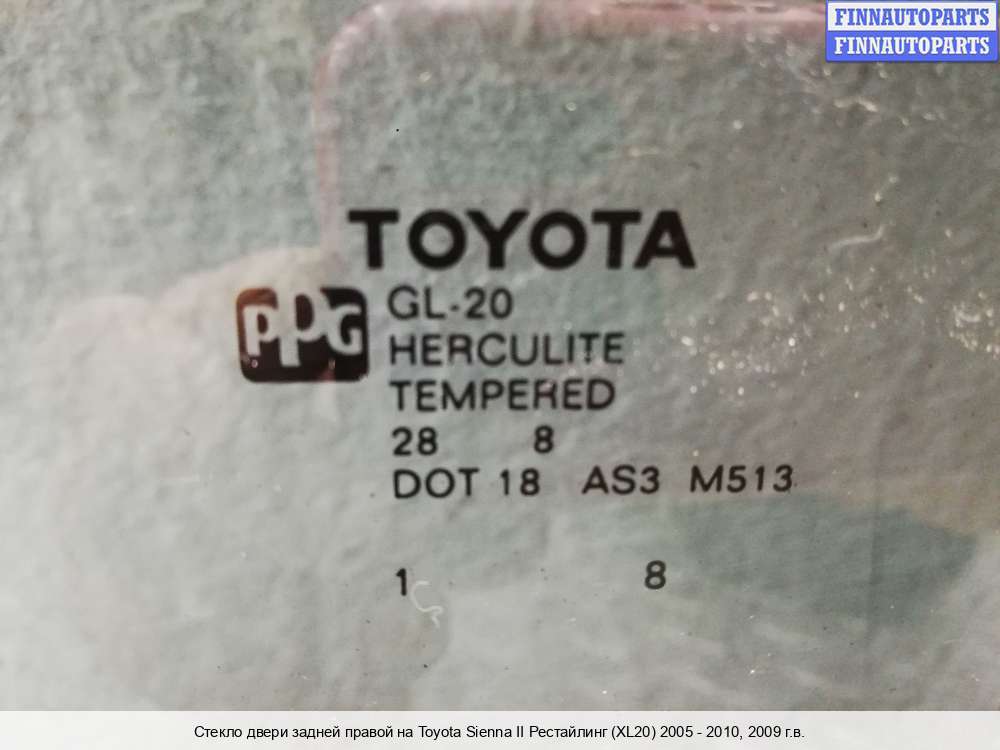 FINNAUTOPARTS
FINNAUTOPARTS
TOYOTA
PPG
GL-20
HERCULITE
TEMPERED
28 8
DOT 18 AS3 M513
1 8
Стекло двери задней правой на Toyota Sienna II Рестайлинг (XL20) 2005 - 2010, 2009 г.в.